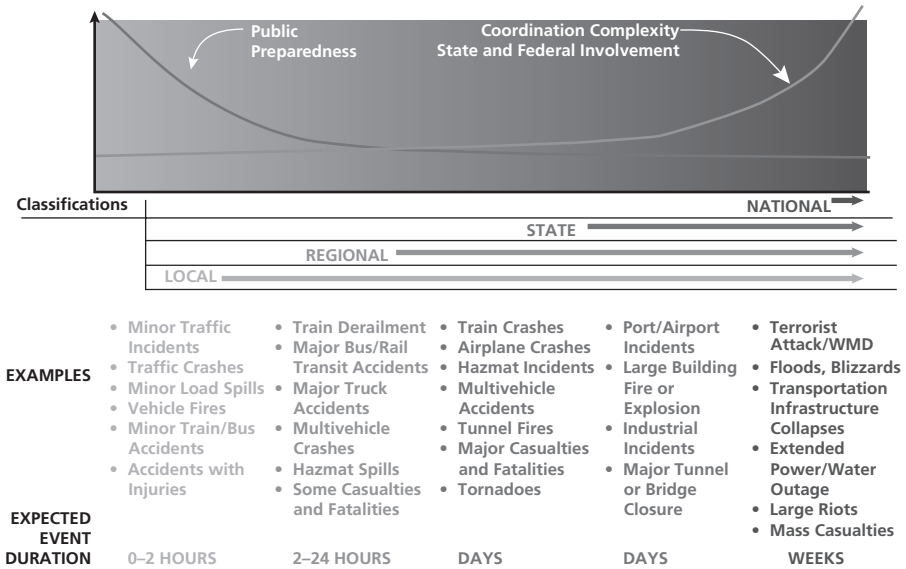 Public
Preparedness
Coordination Complexity
State and Federal Involvement
Classifications
NATIONAL
STATE
REGIONAL
LOCAL
EXAMPLES
• Minor Traffic
Incidents
• Traffic Crashes
• Minor Load Spills
• Vehicle Fires
• Minor Train/Bus
Accidents
• Accidents with
Injuries
• Train Derailment
• Major Bus/Rail
Transit Accidents
• Major Truck
Accidents
• Multivehicle
Crashes
• Hazmat Spills
• Some Casualties
and Fatalities
• Train Crashes
• Airplane Crashes
• Hazmat Incidents
• Multivehicle
Accidents
• Tunnel Fires
• Major Casualties
and Fatalities
• Tornadoes
• Port/Airport
Incidents
• Large Building
Fire or
Explosion
• Industrial
Incidents
• Major Tunnel
or Bridge
Closure
• Terrorist
Attack/WMD
• Floods, Blizzards
• Transportation
Infrastructure
Collapses
• Extended
Power/Water
Outage
• Large Riots
• Mass Casualties
EXPECTED
EVENT
DURATION
0–2 HOURS
2–24 HOURS
DAYS
DAYS
WEEKS